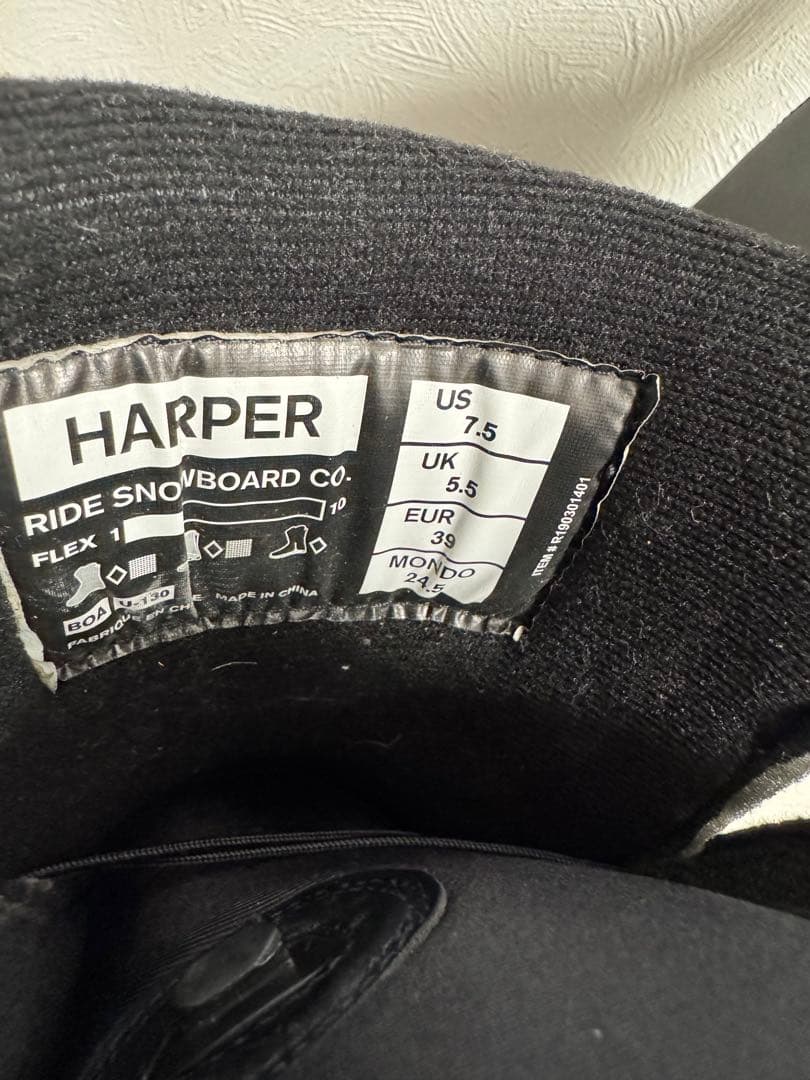 HARPER
RIDE SNOWBOARD CO.
FLEX 1 10
BOA
FABRIQUÉ EN CHINE MADE IN CHINA
US
7.5
UK
5.5
EUR
39
MONDO
24.5
ITEM # R190301401